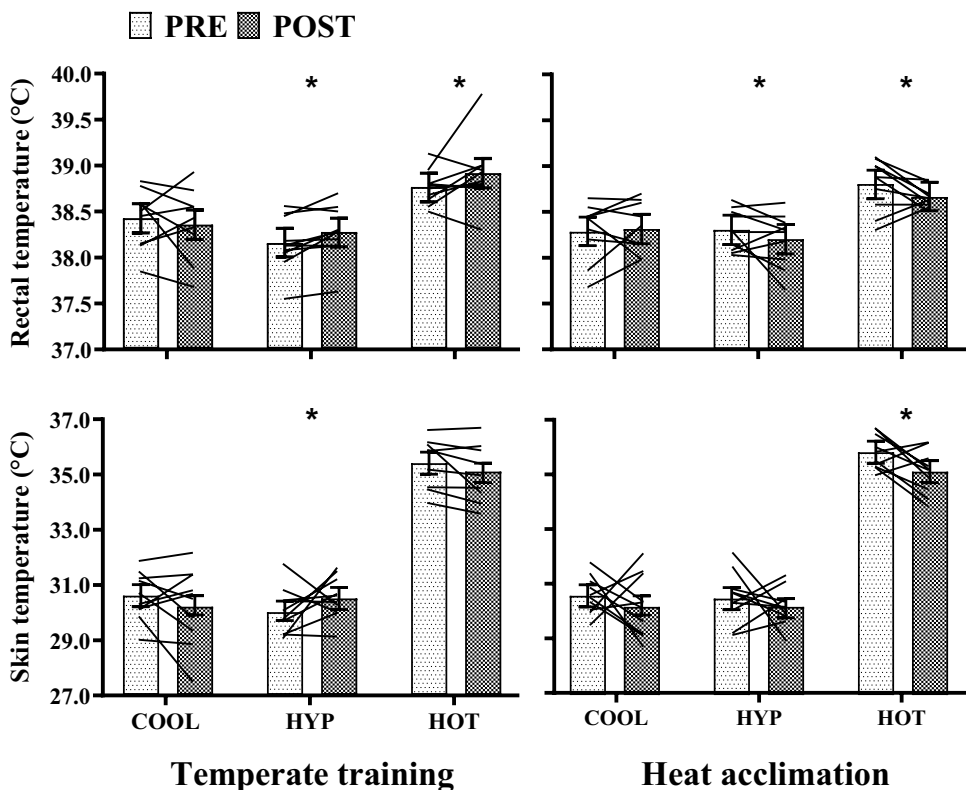 PRE POST
Rectal temperature (°C)
40.0
39.5
39.0
38.5
38.0
37.5
37.0
* *
* *
Skin temperature (°C)
37.0
35.0
33.0
31.0
29.0
27.0
*
*
COOL HYP HOT
COOL HYP HOT
Temperate training
Heat acclimation